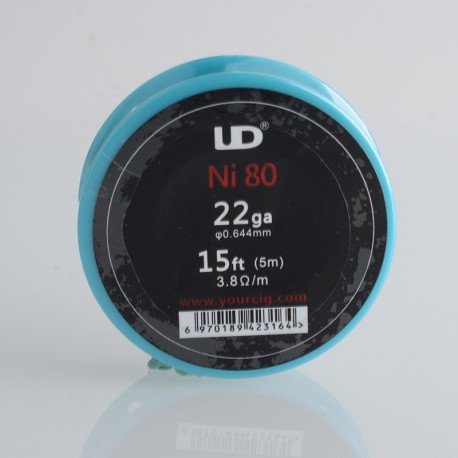 UD®
Ni 80
22ga
φ0.644mm
15ft (5m)
3.8Ω/m
www.yourcig.com
6 970189 423164 >